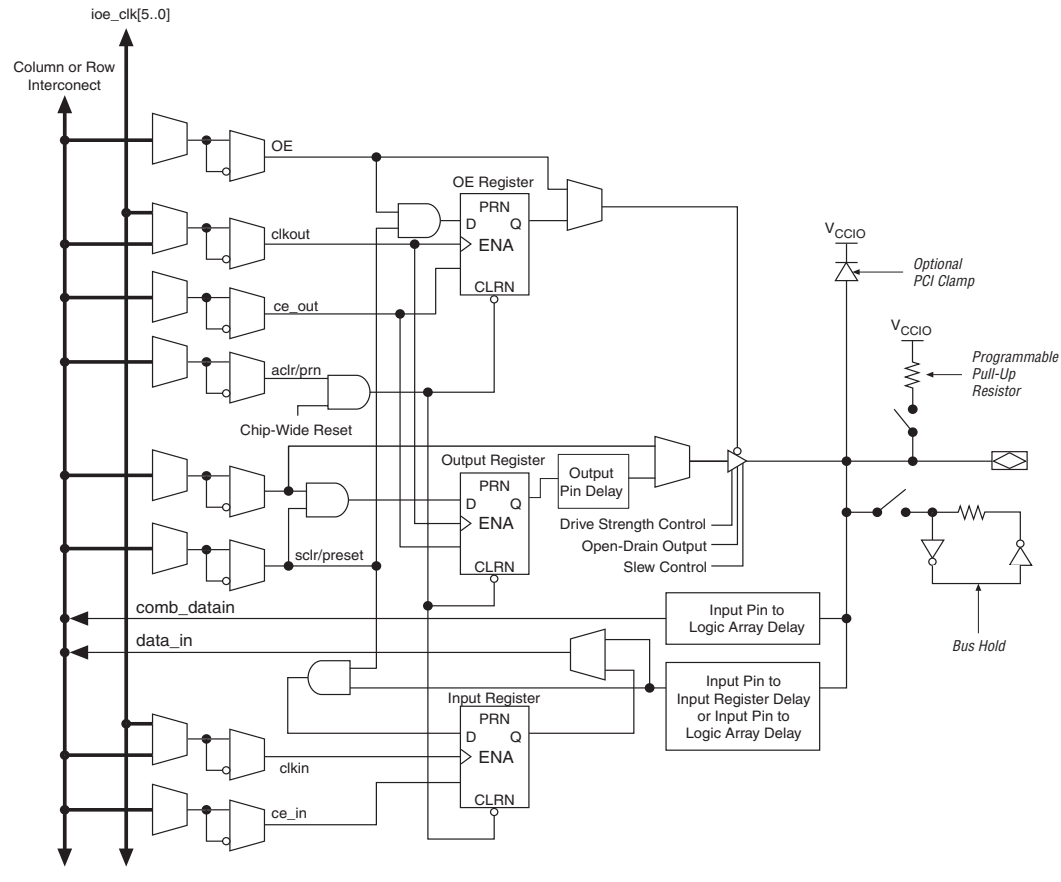 ioe_clk[5..0]
Column or Row
Interconect
OE
OE Register
PRN
D
Q
ENA
CLRN
clkout
ce_out
aclr/prn
Chip-Wide Reset
VCCIO
Optional
PCI Clamp
VCCIO
Programmable
Pull-Up
Resistor
Output Register
PRN
D
Q
ENA
CLRN
Output
Pin Delay
sclr/preset
Drive Strength Control
Open-Drain Output
Slew Control
comb_datain
data_in
Input Pin to
Logic Array Delay
Bus Hold
Input Pin to
Input Register Delay
or Input Pin to
Logic Array Delay
Input Register
PRN
D
Q
ENA
CLRN
clkin
ce_in